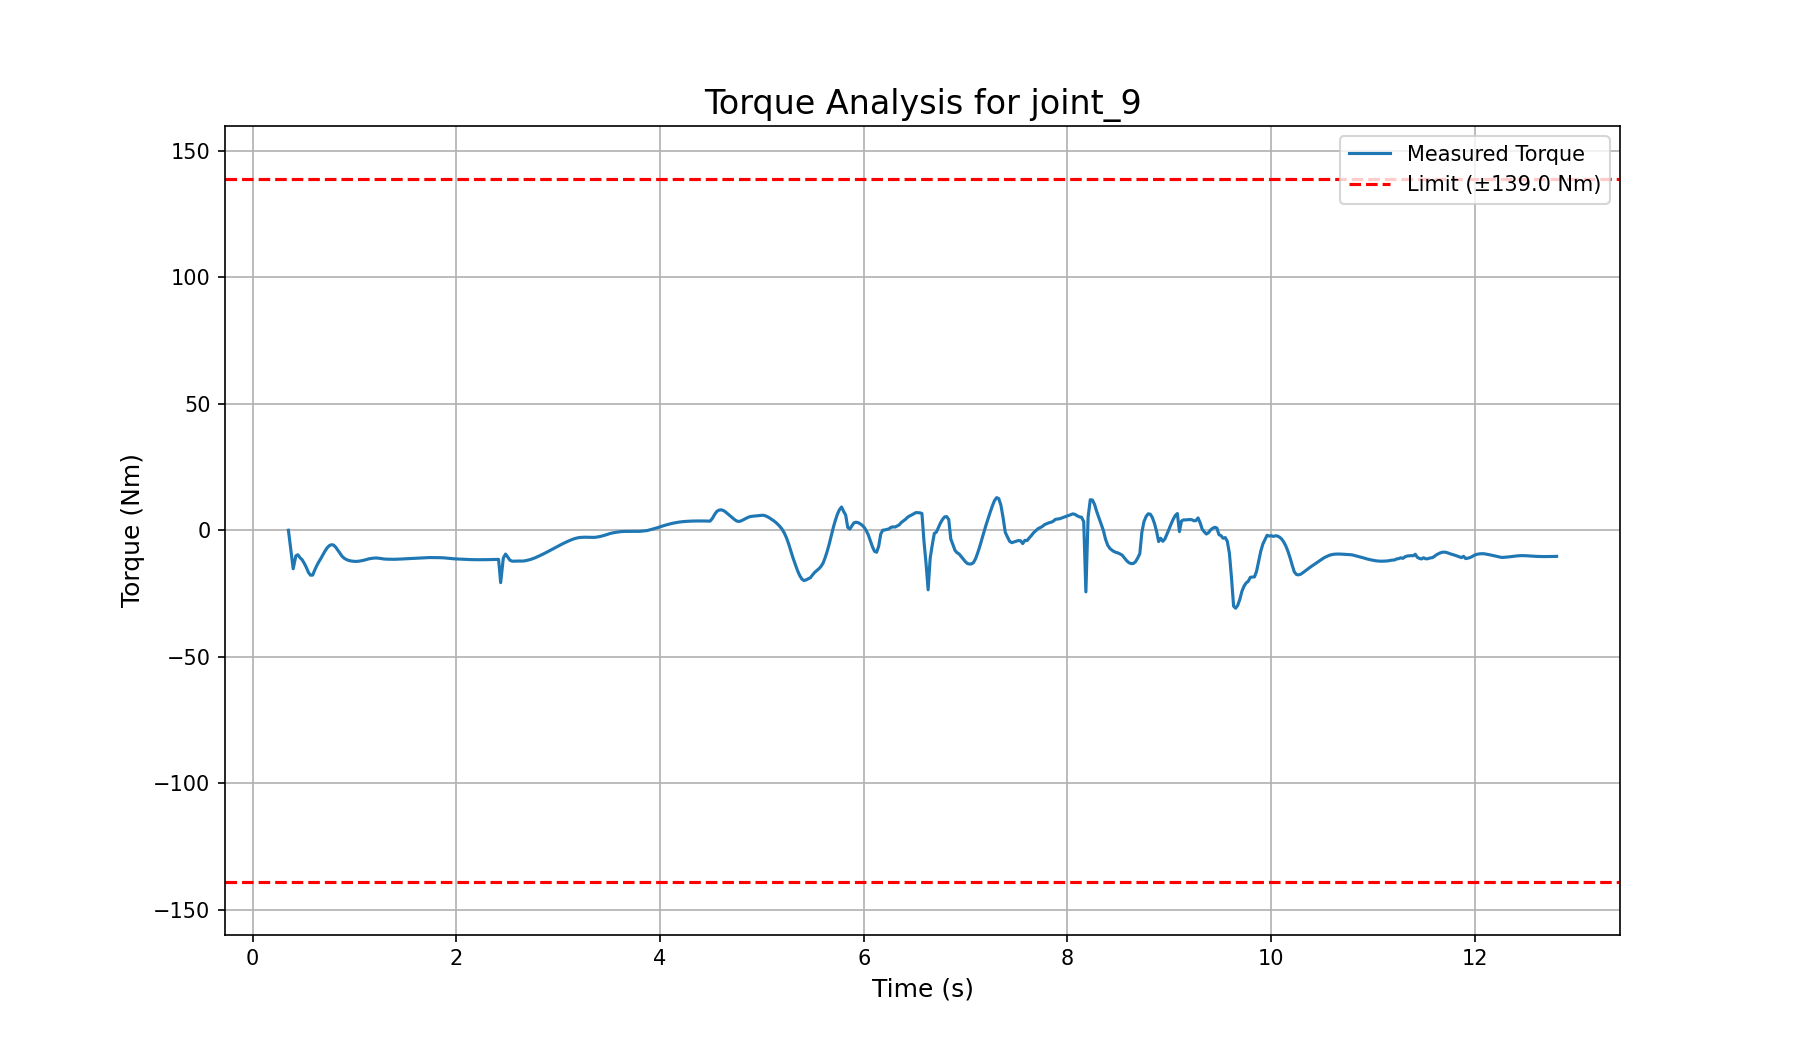 Torque Analysis for joint_9
Measured Torque
Limit (±139.0 Nm)
150
100
50
0
−50
−100
−150
Torque (Nm)
0 2 4 6 8 10 12
Time (s)